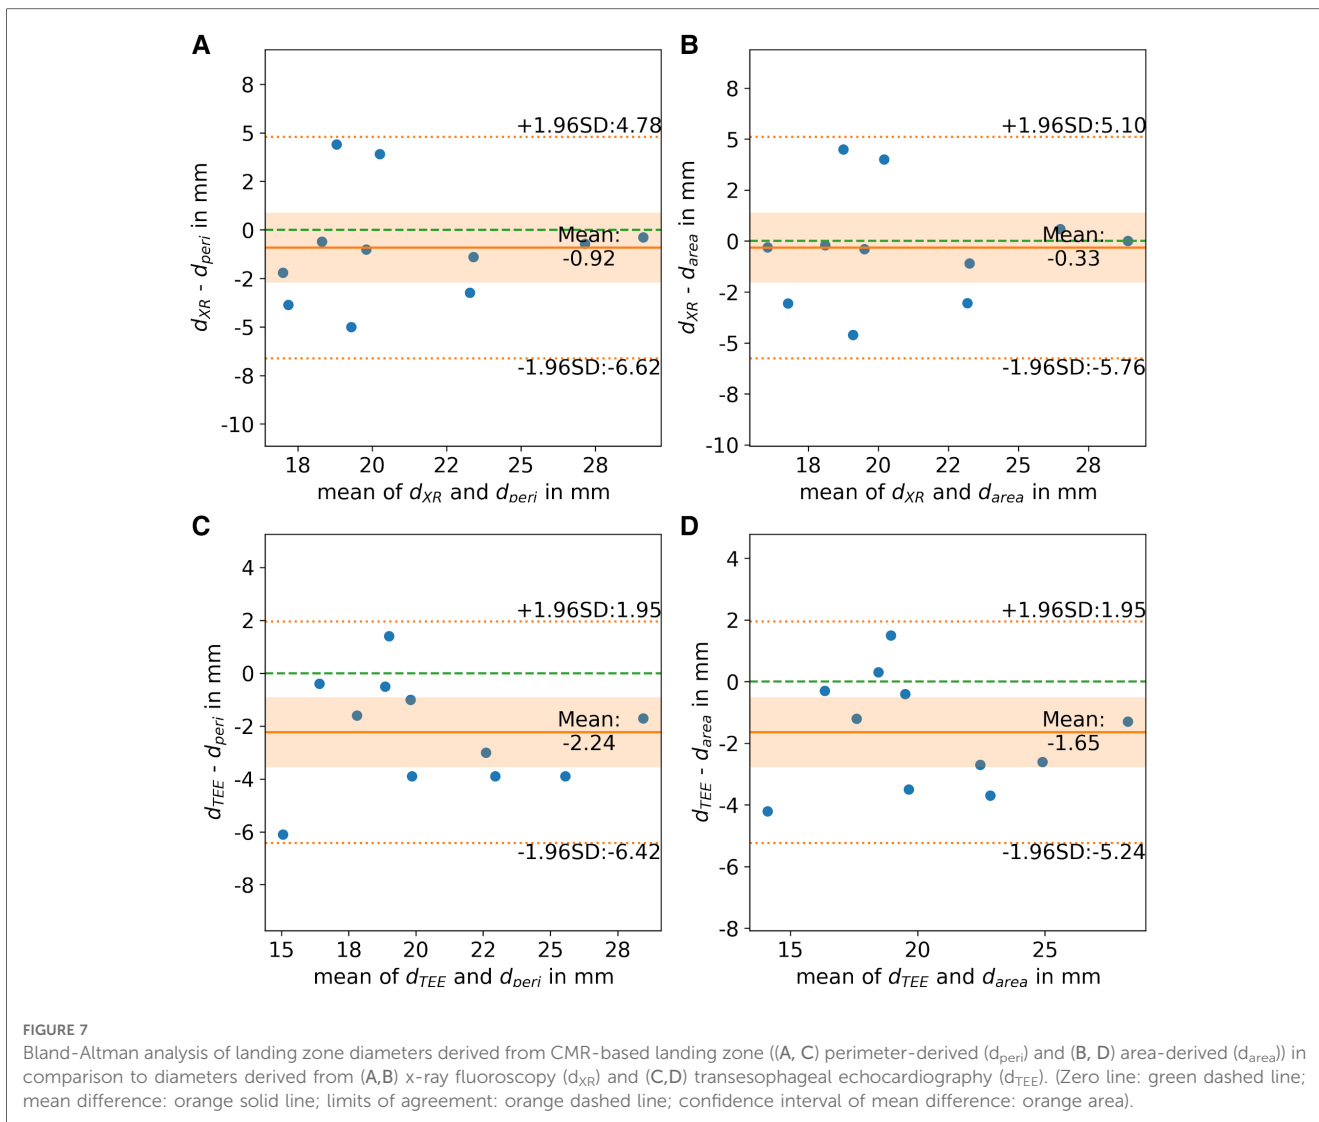 A
8
5
2
0
-2
-5
-8
-10
d_XR - d_peri in mm
+1.96SD:4.78
Mean:
-0.92
-1.96SD:-6.62
18 20 22 25 28
mean of d_XR and d_peri in mm
B
8
5
2
0
-2
-5
-8
-10
d_XR - d_area in mm
+1.96SD:5.10
Mean:
-0.33
-1.96SD:-5.76
18 20 22 25 28
mean of d_XR and d_area in mm
C
4
2
0
-2
-4
-6
-8
d_TEE - d_peri in mm
+1.96SD:1.95
Mean:
-2.24
-1.96SD:-6.42
15 18 20 22 25 28
mean of d_TEE and d_peri in mm
D
4
2
0
-2
-4
-6
-8
d_TEE - d_area in mm
+1.96SD:1.95
Mean:
-1.65
-1.96SD:-5.24
15 20 25
mean of d_TEE and d_area in mm
FIGURE 7
Bland-Altman analysis of landing zone diameters derived from CMR-based landing zone ((A, C) perimeter-derived (d_peri) and (B, D) area-derived (d_area)) in
comparison to diameters derived from (A,B) x-ray fluoroscopy (d_XR) and (C,D) transesophageal echocardiography (d_TEE). (Zero line: green dashed line;
mean difference: orange solid line; limits of agreement: orange dashed line; confidence interval of mean difference: orange area).